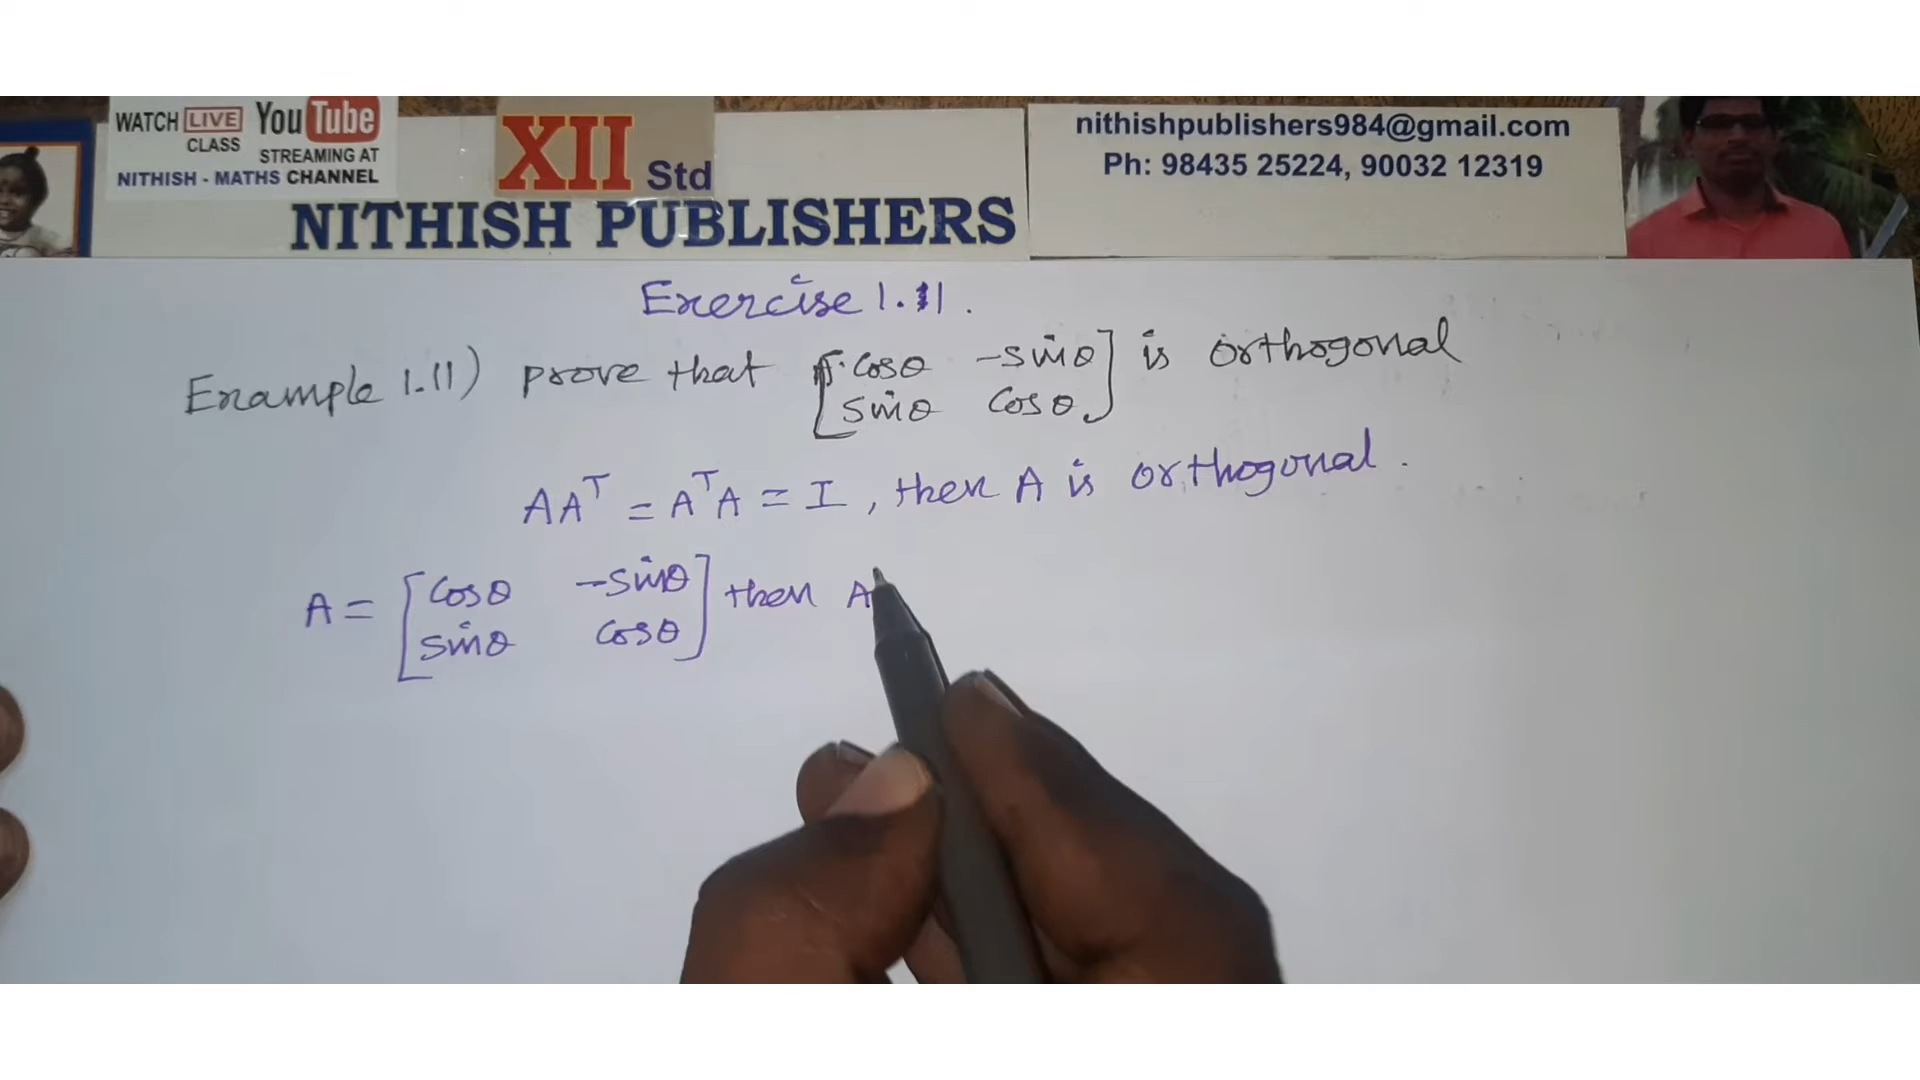 WATCH LIVE YouTube
CLASS STREAMING AT
NITHISH - MATHS CHANNEL
XII Std
NITHISH PUBLISHERS
nithishpublishers984@gmail.com
Ph: 98435 25224, 90032 12319
Exercise 1.1.
Example 1.11) prove that [cosθ -sinθ] is orthogonal
[sinθ cosθ]
AAᵀ = AᵀA = I, then A is orthogonal.
A = [cosθ -sinθ] then A
[sinθ cosθ]